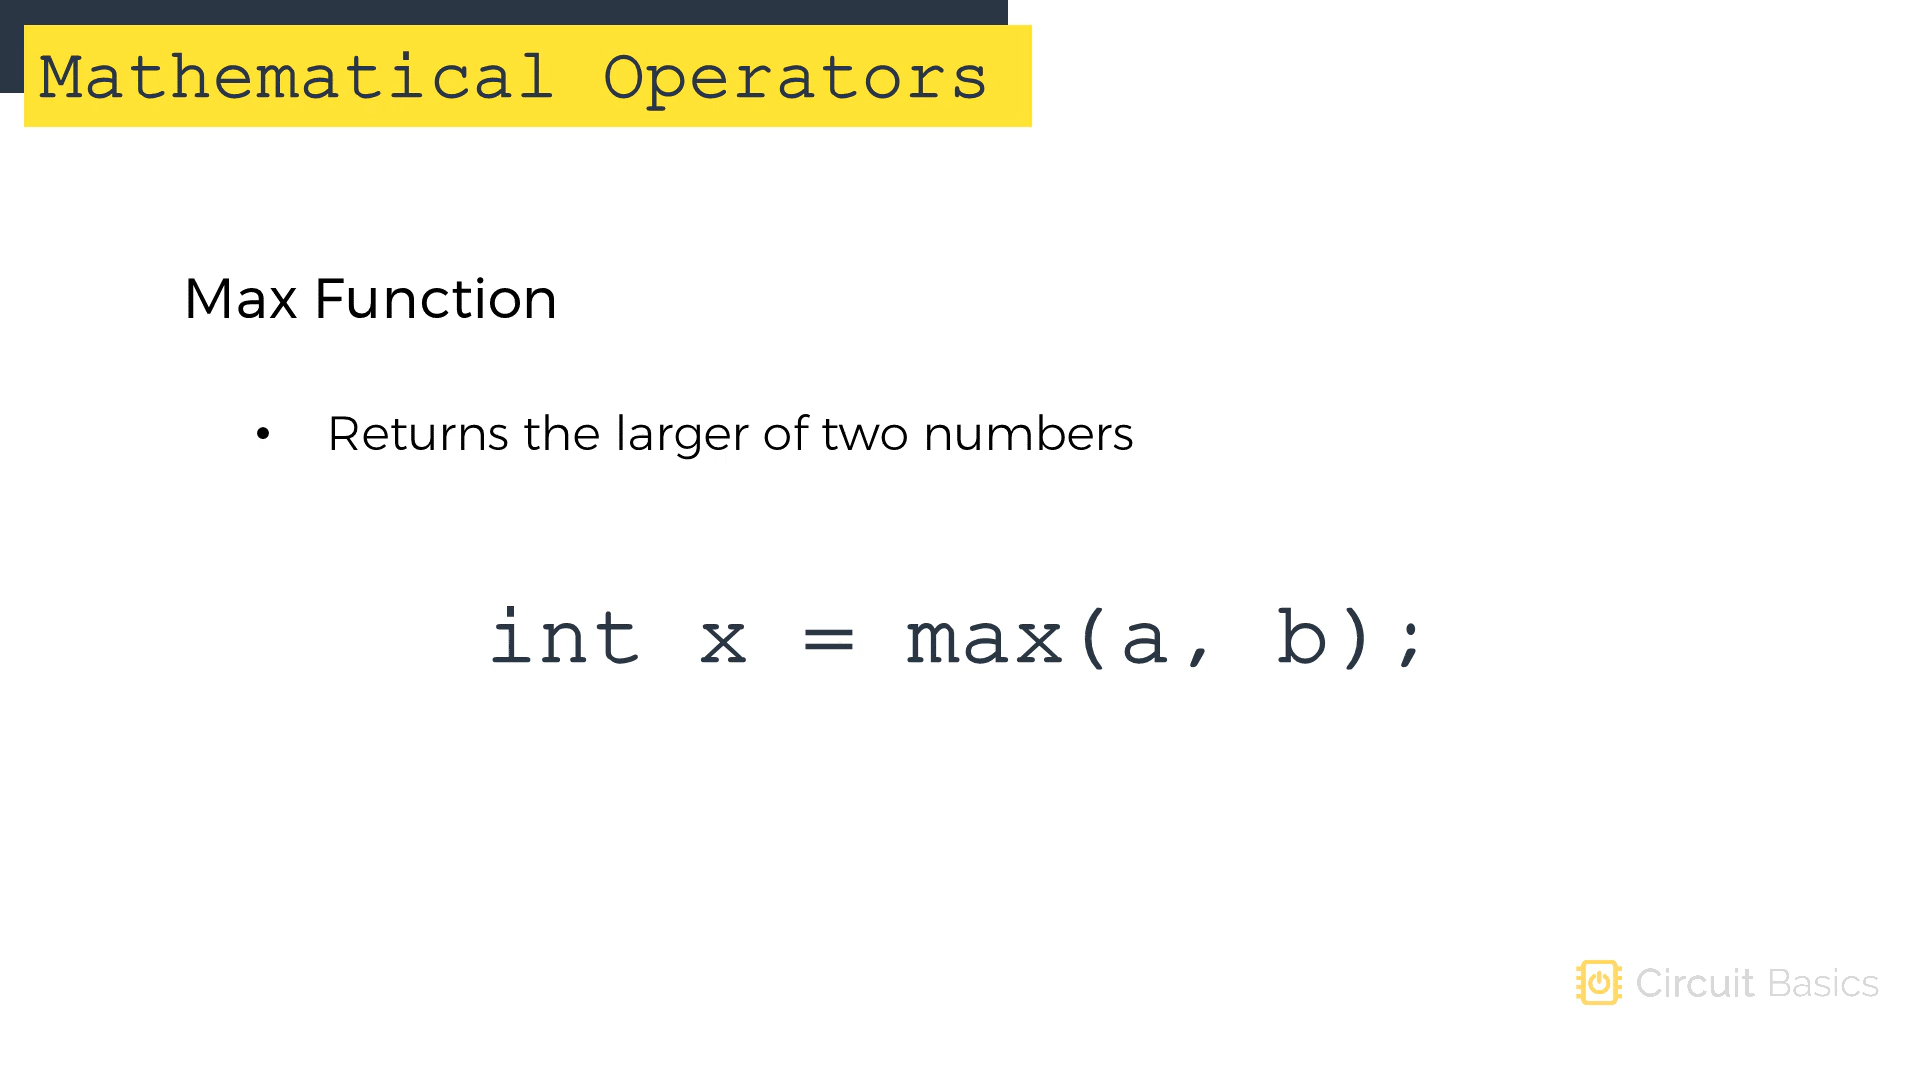 Mathematical Operators
Max Function
• Returns the larger of two numbers
int x = max(a, b);
Circuit Basics